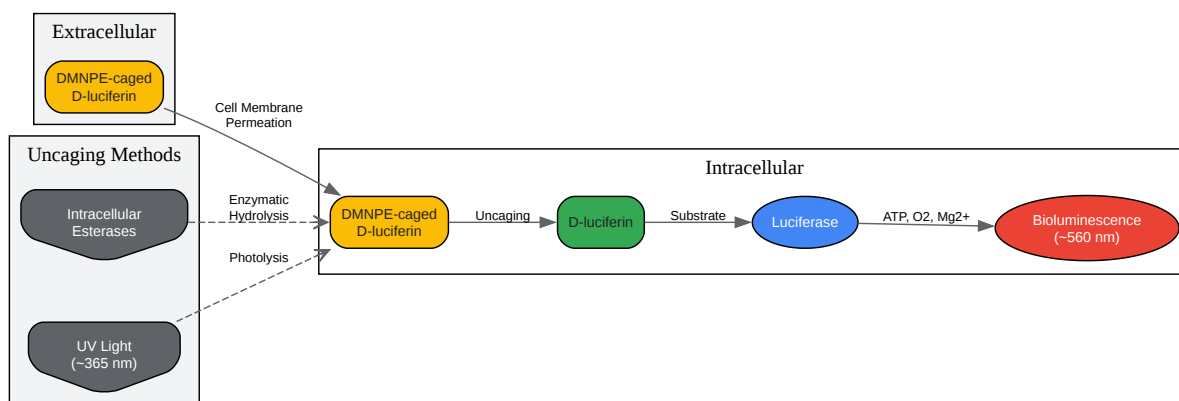 Extracellular
DMNPE-caged
D-luciferin
Cell Membrane
Permeation
Uncaging Methods
Intracellular
Esterases
Enzymatic
Hydrolysis
Photolysis
UV Light
(~365 nm)
Intracellular
DMNPE-caged
D-luciferin
Uncaging
D-luciferin
Substrate
Luciferase
ATP, O2, Mg2+
Bioluminescence
(~560 nm)